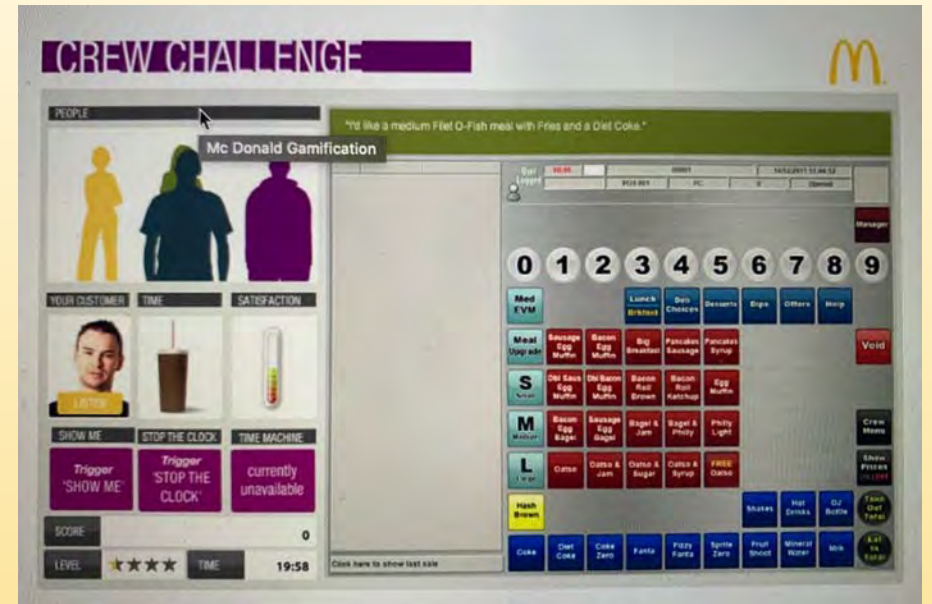 CREW CHALLENGE
PEOPLE
Mc Donald Gamification
"I'd like a medium Filet O-Fish meal with Fries and a Diet Coke."
YOUR CUSTOMER
TIME
SATISFACTION
LISTEN
SHOW ME
STOP THE CLOCK
TIME MACHINE
Trigger
'SHOW ME'
Trigger
'STOP THE
CLOCK'
currently
unavailable
SCORE 0
LEVEL TIME 19:58
Click here to show last sale
Manager
0 1 2 3 4 5 6 7 8 9
Med
EVM
Lunch
Brkfast
Deli
Choices
Desserts
Dips
Offers
Help
Meal
Upgrade
Sausage
Egg
Muffin
Bacon
Egg
Muffin
Big
Breakfast
Pancakes
Sausage
Pancakes
Syrup
Void
S
Small
Dbl Saus
Egg
Muffin
Dbl Bacon
Egg
Muffin
Bacon
Roll
Brown
Bacon
Roll
Ketchup
Egg
Muffin
M
Medium
Bacon
Egg
Bagel
Sausage
Egg
Bagel
Bagel &
Jam
Bagel &
Philly
Philly
Light
Crew
Menu
L
Large
Oatso
Oatso &
Jam
Oatso &
Sugar
Oatso &
Syrup
FREE
Oatso
Show
Prices
Hash
Brown
Shakes
Hot
Drinks
OJ
Bottle
Take
Out
Total
Coke
Diet
Coke
Coke
Zero
Fanta
Fizzy
Fanta
Sprite
Zero
Fruit
Shoot
Mineral
Water
Milk
Eat
In
Total